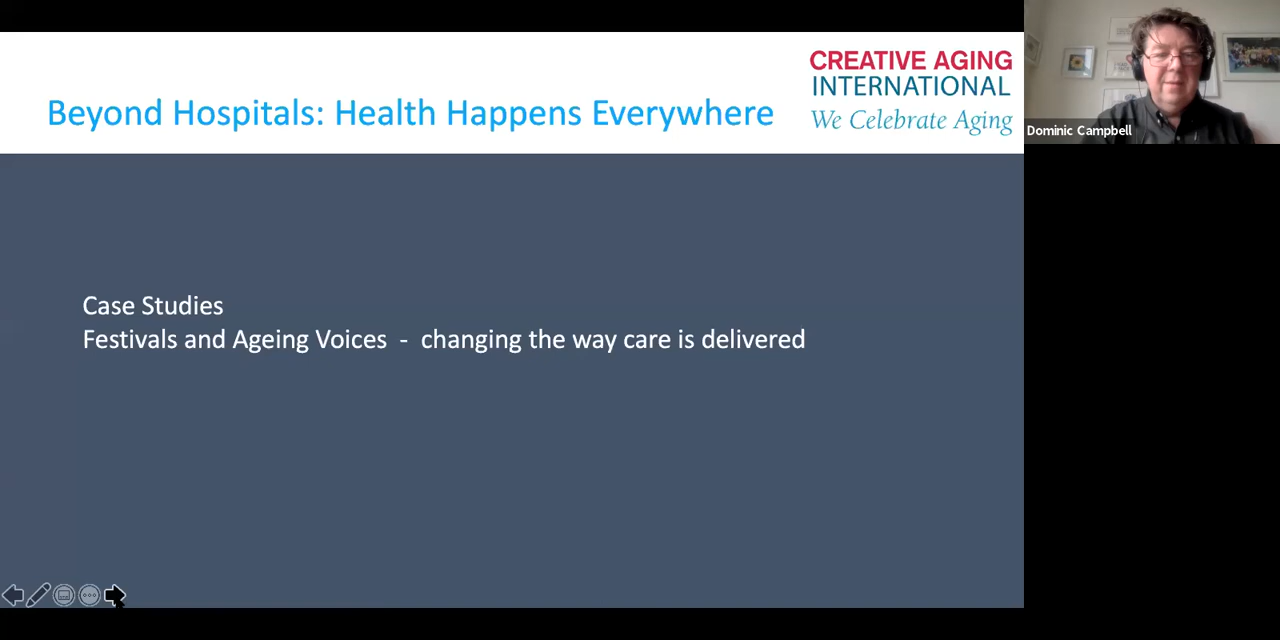 Beyond Hospitals: Health Happens Everywhere
CREATIVE AGING
INTERNATIONAL
We Celebrate Aging
Dominic Campbell
Case Studies
Festivals and Ageing Voices - changing the way care is delivered